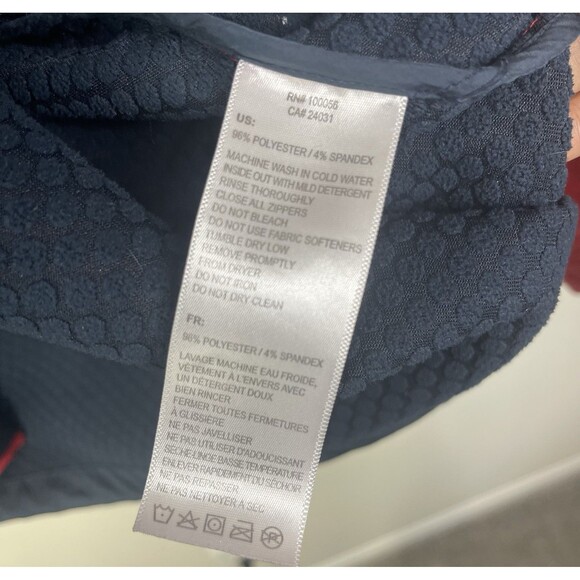 RN# 100056
CA# 24031
US:
96% POLYESTER / 4% SPANDEX
MACHINE WASH IN COLD WATER
INSIDE OUT WITH MILD DETERGENT
RINSE THOROUGHLY
CLOSE ALL ZIPPERS
DO NOT BLEACH
DO NOT USE FABRIC SOFTENERS
TUMBLE DRY LOW
REMOVE PROMPTLY
FROM DRYER
DO NOT IRON
DO NOT DRY CLEAN
FR:
96% POLYESTER / 4% SPANDEX
LAVAGE MACHINE EAU FROIDE,
VÊTEMENT À L'ENVERS AVEC
UN DÉTERGENT DOUX
BIEN RINCER
FERMER TOUTES FERMETURES
À GLISSIÈRE
NE PAS JAVELLISER
NE PAS UTILISER D'ADOUCISSANT
SÈCHE-LINGE BASSE TEMPÉRATURE
ENLEVER RAPIDEMENT DU SÉCHOIR
NE PAS REPASSER
NE PAS NETTOYER À SEC